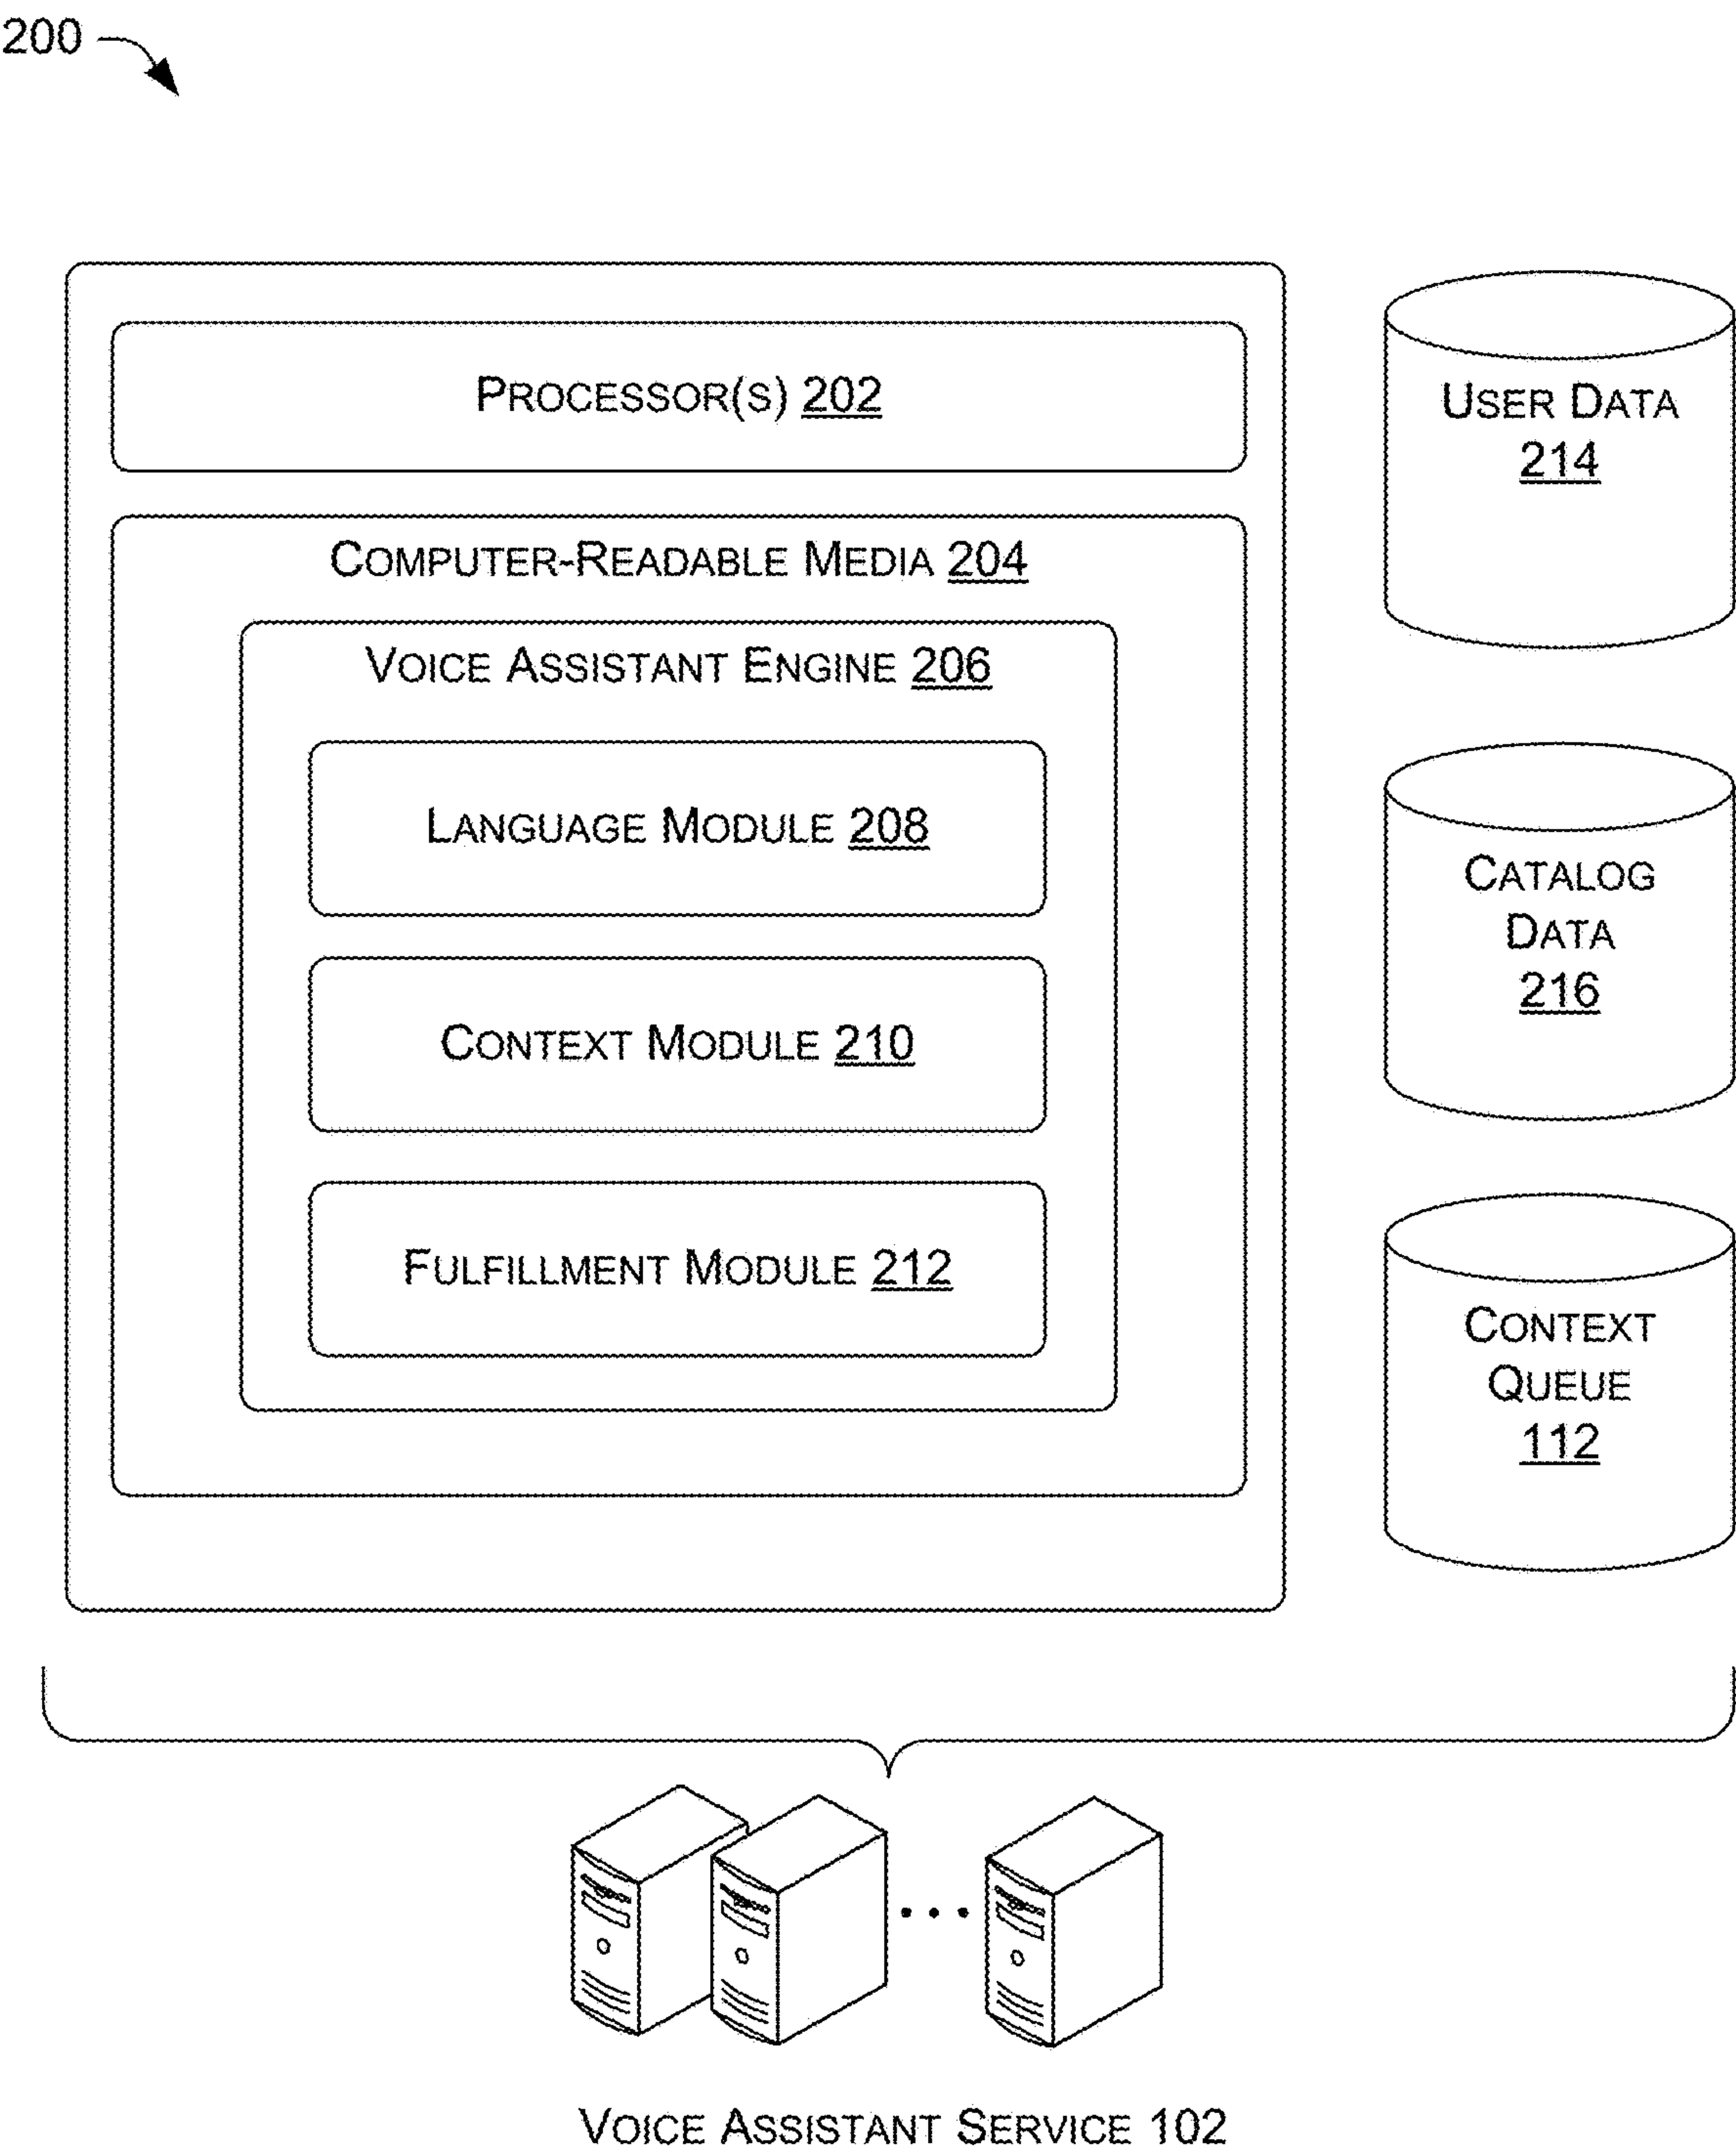 200
PROCESSOR(S) 202
COMPUTER-READABLE MEDIA 204
VOICE ASSISTANT ENGINE 206
LANGUAGE MODULE 208
CONTEXT MODULE 210
FULFILLMENT MODULE 212
USER DATA
214
CATALOG
DATA
216
CONTEXT
QUEUE
112
VOICE ASSISTANT SERVICE 102